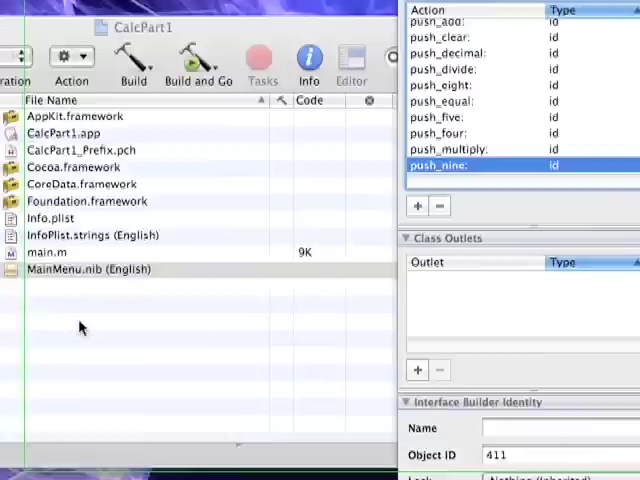 CalcPart1
Action
Build
Build and Go
Tasks
Info
Editor
File Name
Code
AppKit.framework
CalcPart1.app
CalcPart1_Prefix.pch
Cocoa.framework
CoreData.framework
Foundation.framework
Info.plist
InfoPlist.strings (English)
main.m 9K
MainMenu.nib (English)
Action Type
push_add: id
push_clear: id
push_decimal: id
push_divide: id
push_eight: id
push_equal: id
push_five: id
push_four: id
push_multiply: id
push_nine: id
Class Outlets
Outlet Type
Interface Builder Identity
Name
Object ID 411